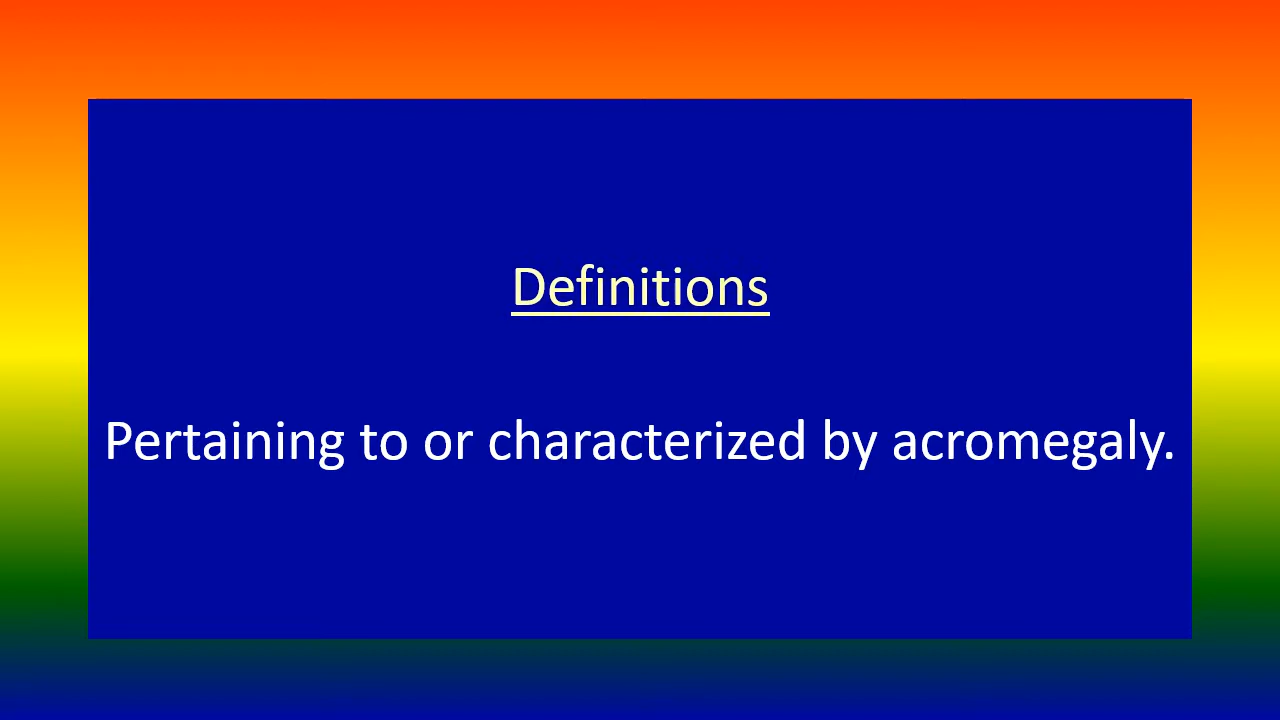 Definitions
Pertaining to or characterized by acromegaly.